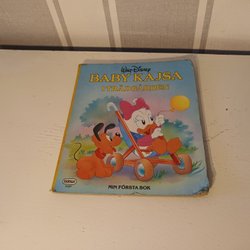 Walt Disney
BABY KAJSA
I TRÄDGÅRDEN
MIN FÖRSTA BOK